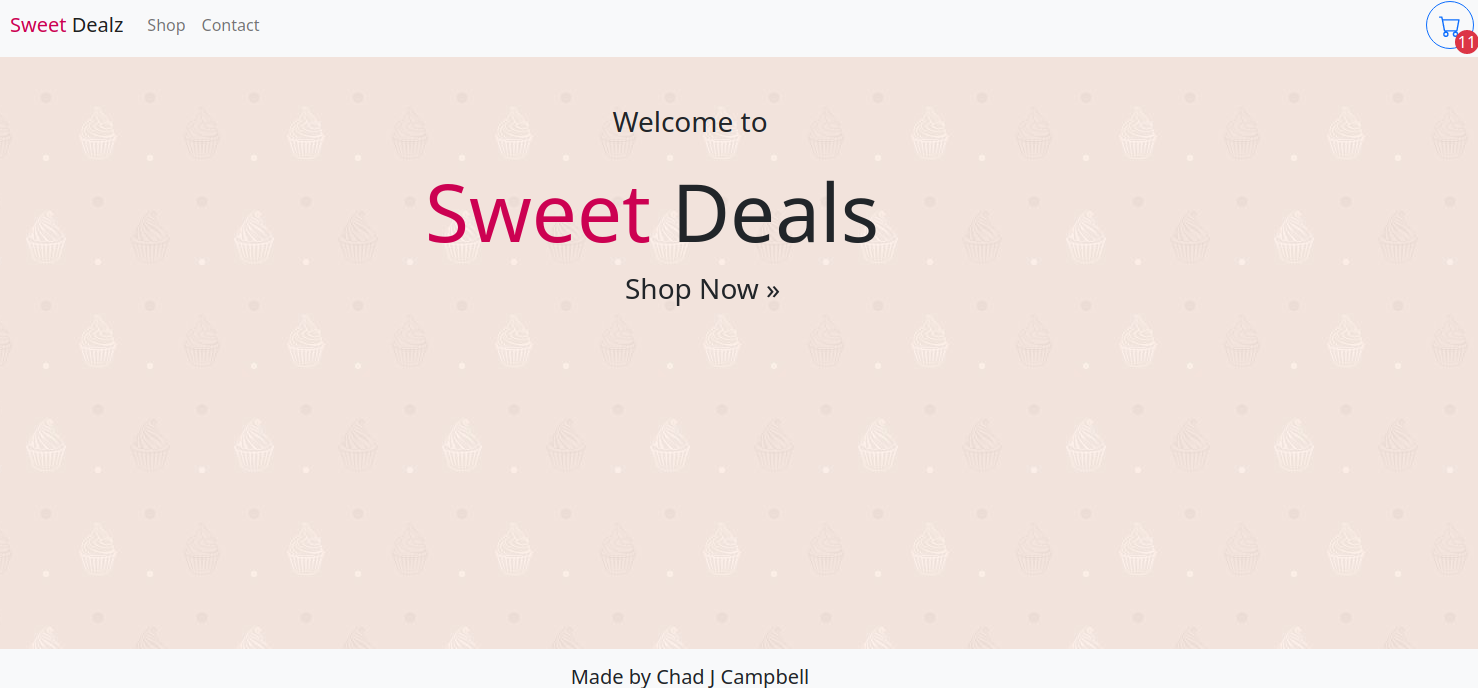 Sweet Dealz Shop Contact
11
Welcome to
Sweet Deals
Shop Now »
Made by Chad J Campbell